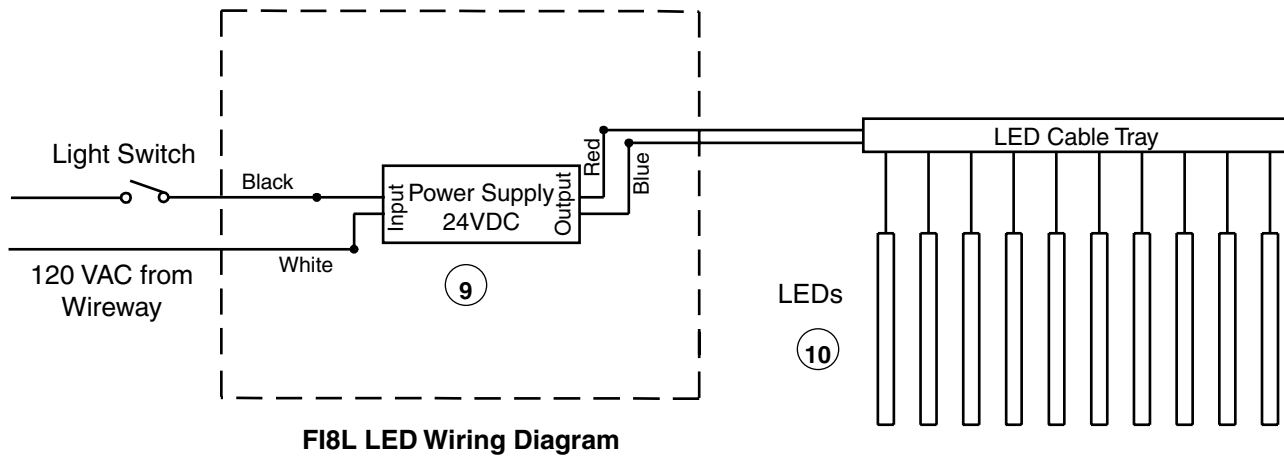 Light Switch
Black
White
120 VAC from
Wireway
Input
Power Supply
24VDC
Output
Red
Blue
9
LED Cable Tray
LEDs
10
FI8L LED Wiring Diagram